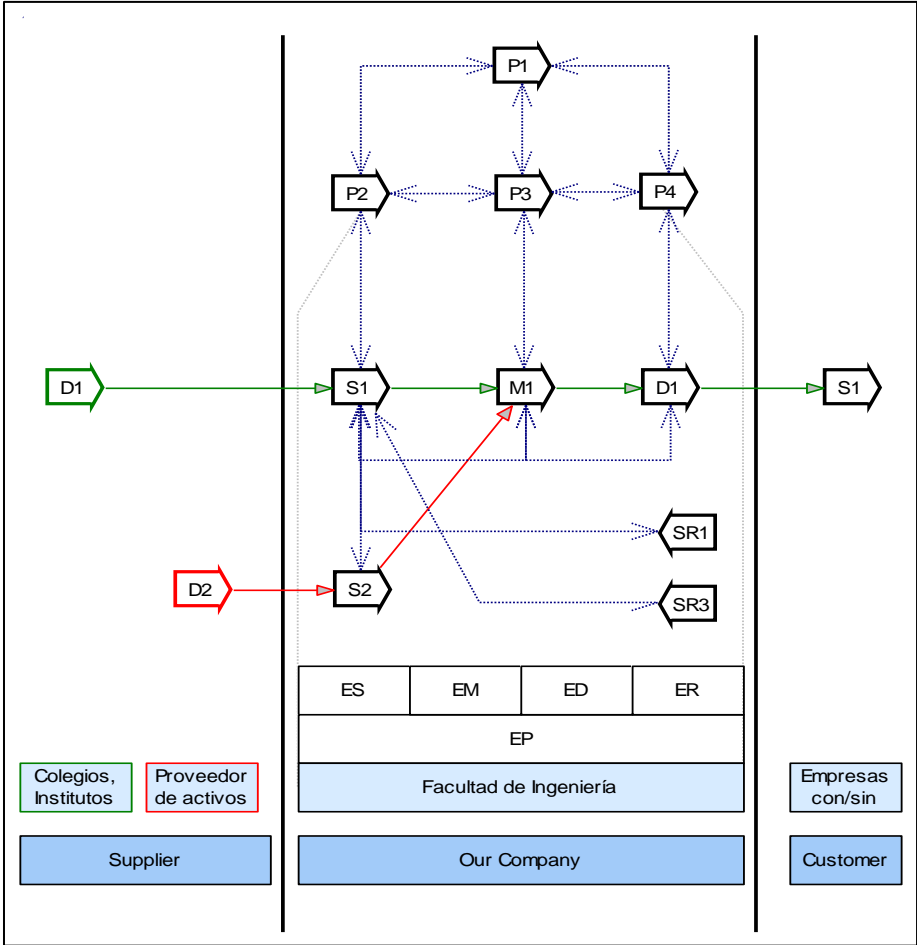 P1
P2
P3
P4
D1
S1
M1
D1
S1
SR1
D2
S2
SR3
ES
EM
ED
ER
EP
Colegios,
Institutos
Proveedor
de activos
Facultad de Ingeniería
Empresas
con/sin
Supplier
Our Company
Customer